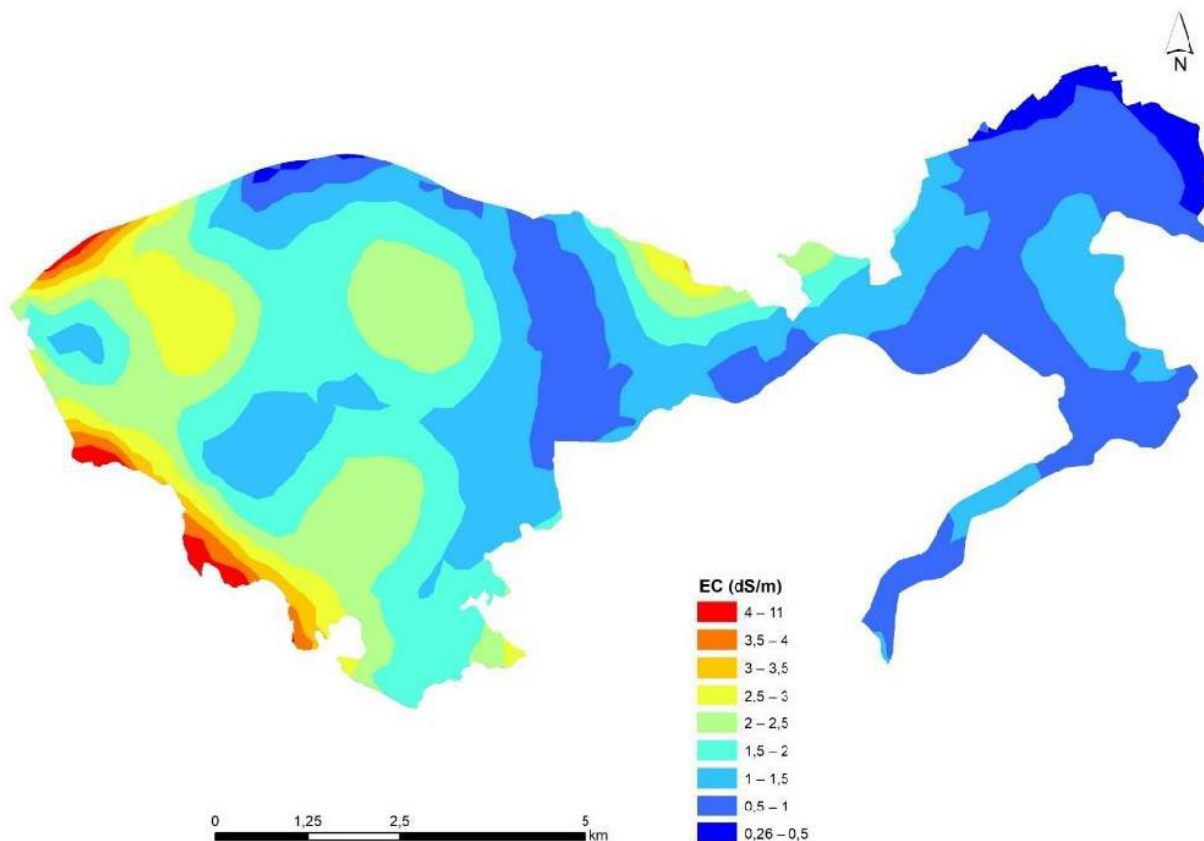 N
EC (dS/m)
4 – 11
3,5 – 4
3 – 3,5
2,5 – 3
2 – 2,5
1,5 – 2
1 – 1,5
0,5 – 1
0,26 – 0,5
0 1,25 2,5 5
km